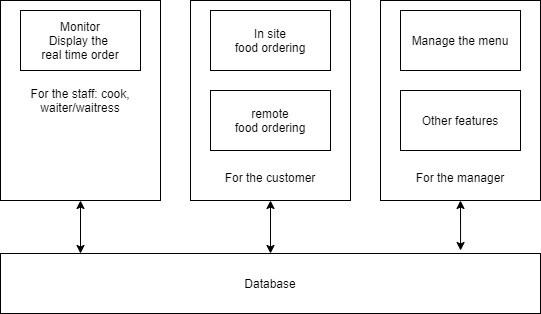 Monitor
Display the
real time order
For the staff: cook,
waiter/waitress
In site
food ordering
remote
food ordering
For the customer
Manage the menu
Other features
For the manager
Database